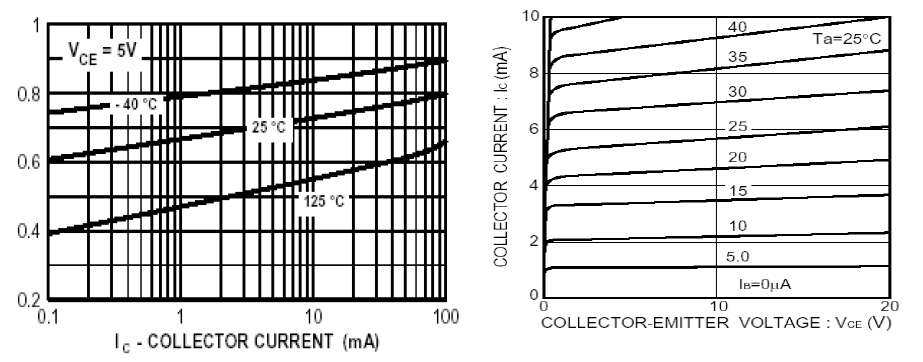 1
0.8
0.6
0.4
0.2
V_CE = 5V
- 40 °C
25 °C
125 °C
0.1
1
10
100
I_C - COLLECTOR CURRENT (mA)
COLLECTOR CURRENT : Ic (mA)
10
8
6
4
2
0
Ta=25°C
40
35
30
25
20
15
10
5.0
IB=0μA
0
10
20
COLLECTOR-EMITTER VOLTAGE : VCE (V)